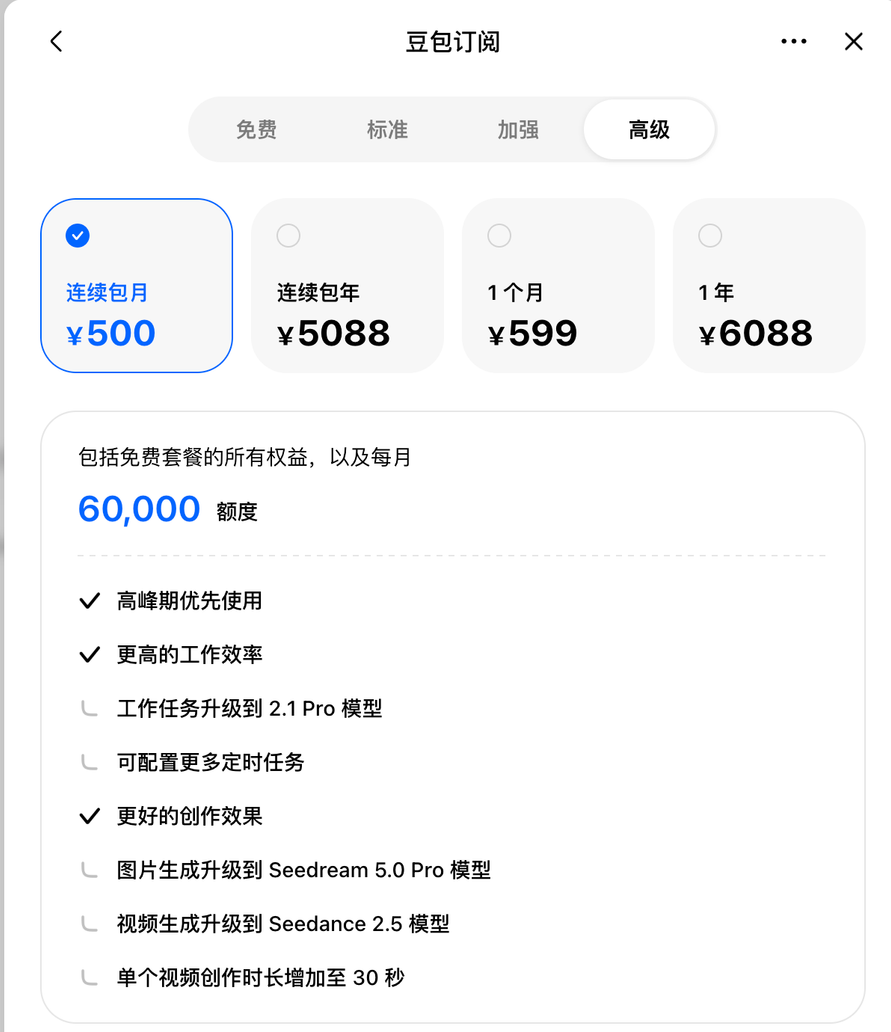 豆包订阅
免费 标准 加强 高级
连续包月 连续包年 1个月 1年
¥500 ¥5088 ¥599 ¥6088
包括免费套餐的所有权益，以及每月
60,000 额度
高峰期优先使用
更高的工作效率
工作任务升级到 2.1 Pro 模型
可配置更多定时任务
更好的创作效果
图片生成升级到 Seedream 5.0 Pro 模型
视频生成升级到 Seedance 2.5 模型
单个视频创作时长增加至 30 秒